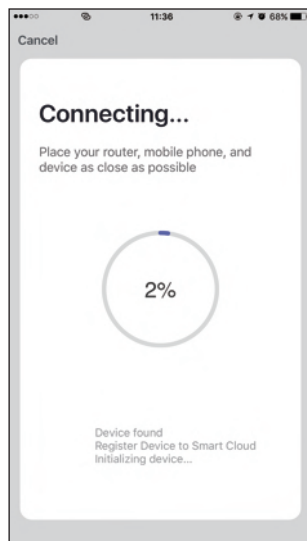 11:36
68%
Cancel
Connecting...
Place your router, mobile phone, and
device as close as possible
2%
Device found
Register Device to Smart Cloud
Initializing device...